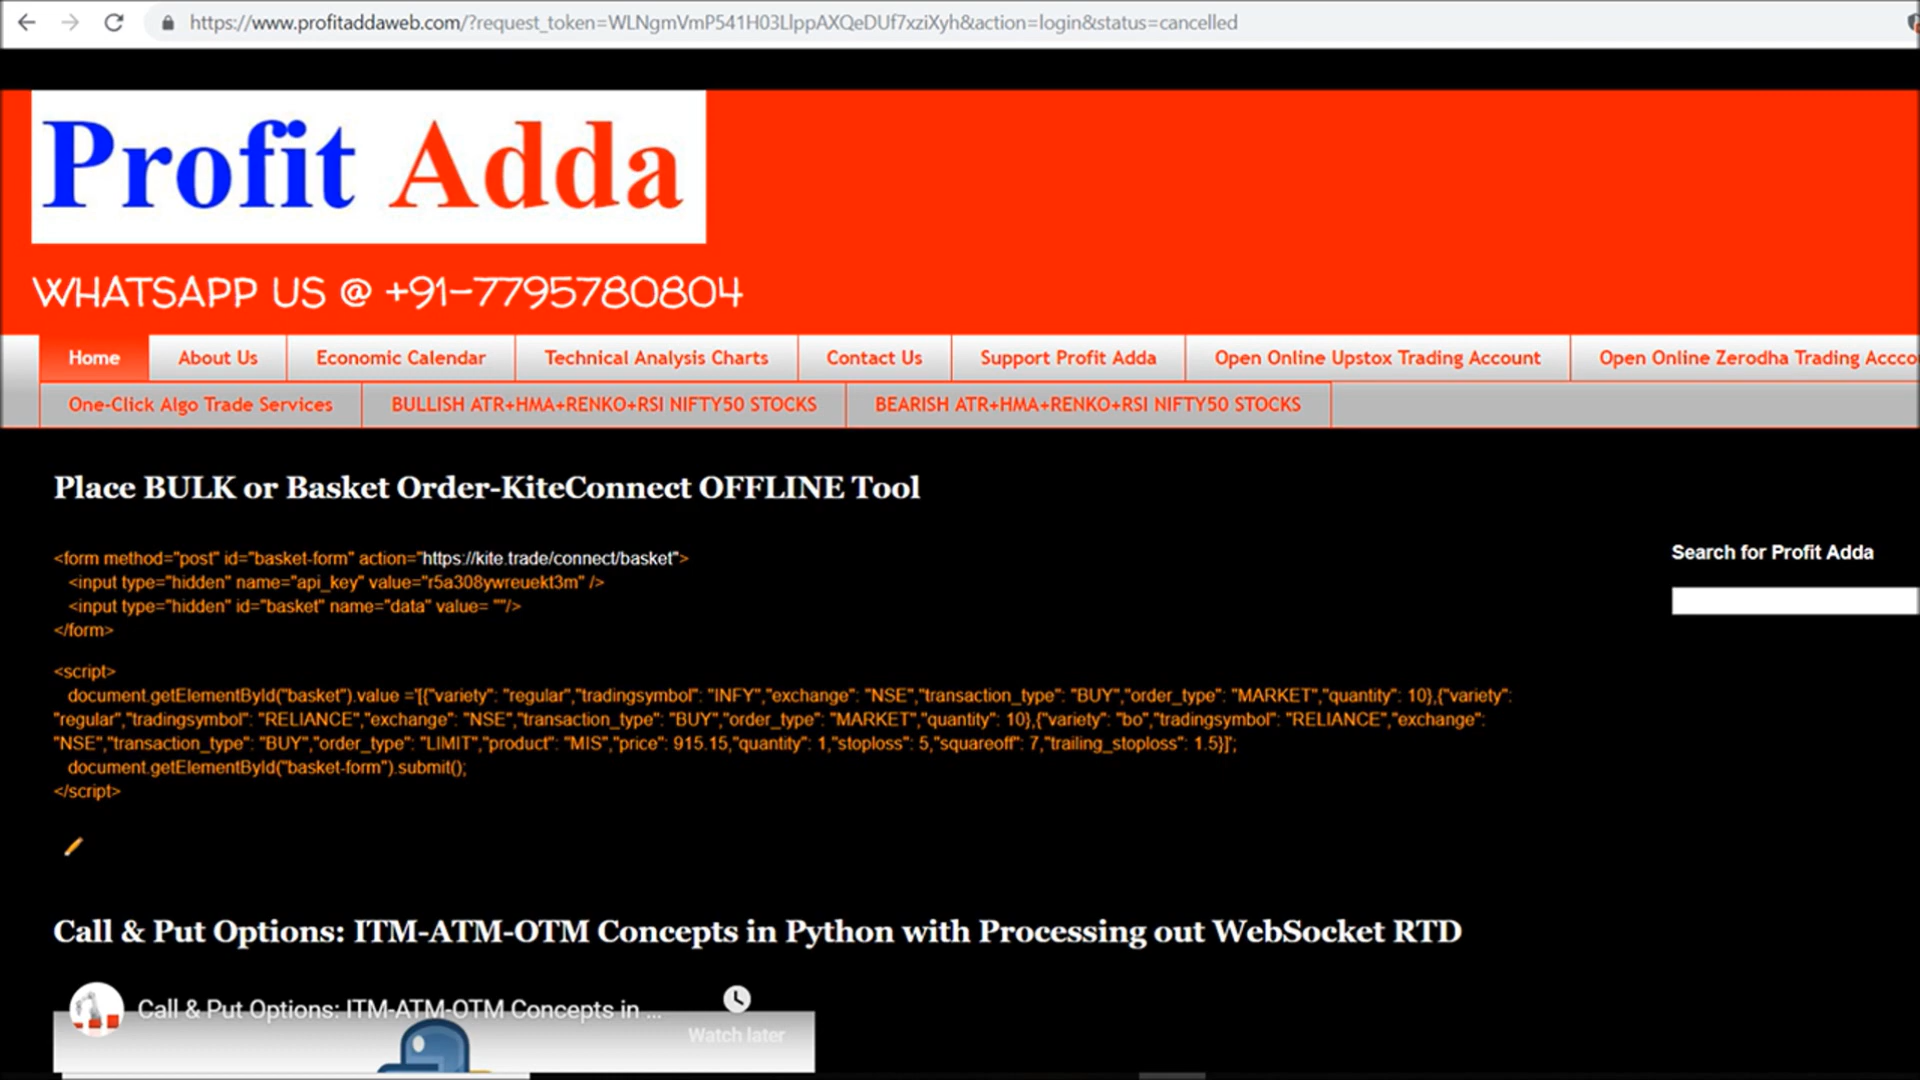 https://www.profitaddaweb.com/?request_token=WLNgmVmP541H03LlppAXQeDUf7xziXyh&action=login&status=cancelled
Profit Adda
WHATSAPP US @ +91-7795780804
Home About Us Economic Calendar Technical Analysis Charts Contact Us Support Profit Adda Open Online Upstox Trading Account Open Online Zerodha Trading Accco
One-Click Algo Trade Services BULLISH ATR+HMA+RENKO+RSI NIFTY50 STOCKS BEARISH ATR+HMA+RENKO+RSI NIFTY50 STOCKS
Place BULK or Basket Order-KiteConnect OFFLINE Tool
<form method="post" id="basket-form" action="https://kite.trade/connect/basket">
<input type="hidden" name="api_key" value="r5a308ywreuekt3m" />
<input type="hidden" id="basket" name="data" value= ""/>
</form>
<script>
document.getElementById("basket").value ='[{"variety": "regular","tradingsymbol": "INFY","exchange": "NSE","transaction_type": "BUY","order_type": "MARKET","quantity": 10},{"variety":
"regular","tradingsymbol": "RELIANCE","exchange": "NSE","transaction_type": "BUY","order_type": "MARKET","quantity": 10},{"variety": "bo","tradingsymbol": "RELIANCE","exchange":
"NSE","transaction_type": "BUY","order_type": "LIMIT","product": "MIS","price": 915.15,"quantity": 1,"stoploss": 5,"squareoff": 7,"trailing_stoploss": 1.5}]';
document.getElementById("basket-form").submit();
</script>
Search for Profit Adda
Call & Put Options: ITM-ATM-OTM Concepts in Python with Processing out WebSocket RTD
Call & Put Options: ITM-ATM-OTM Concepts in ...
Watch later